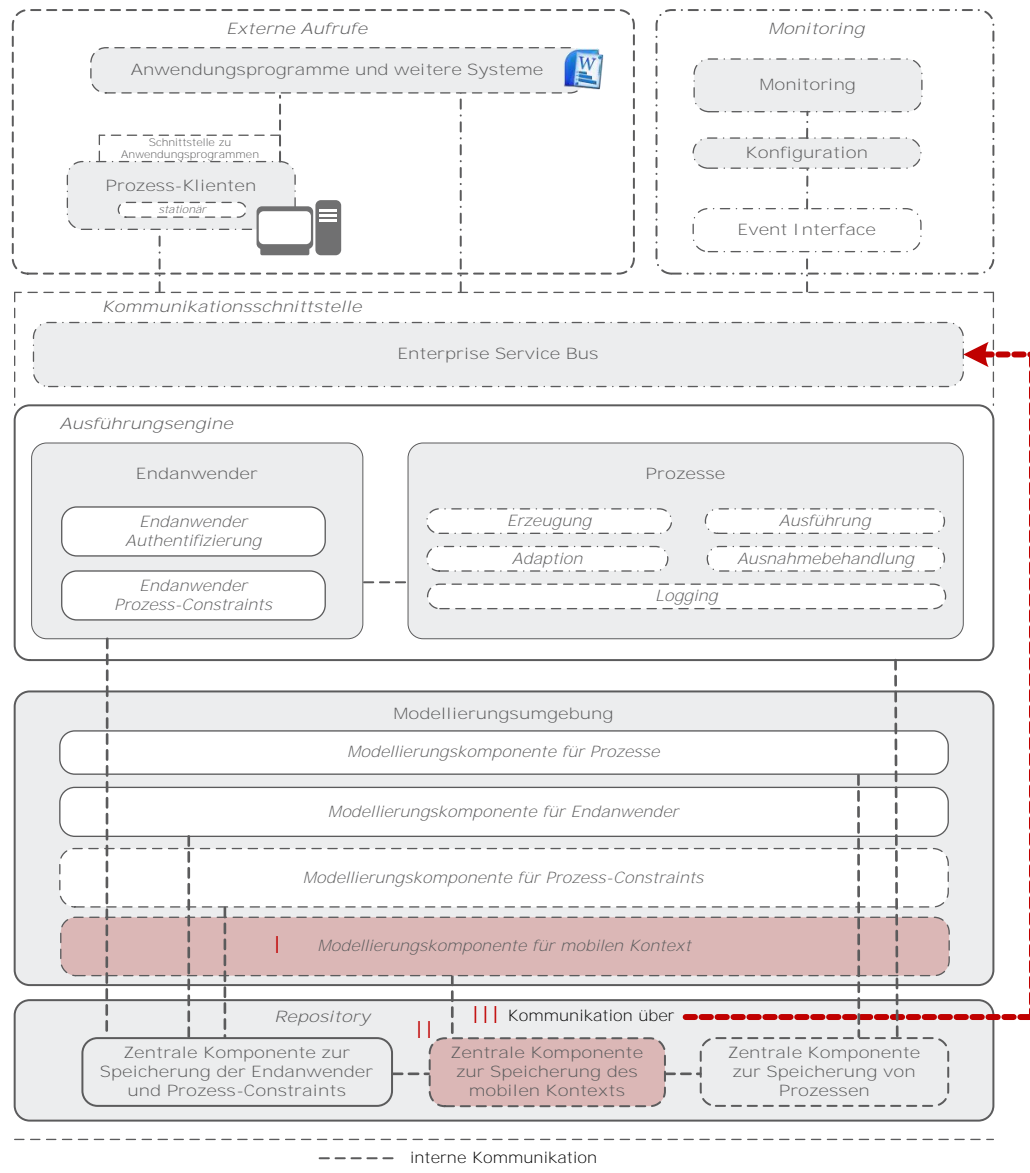 Externe Aufrufe
Anwendungsprogramme und weitere Systeme
W
Schnittstelle zu
Anwendungsprogrammen
Prozess-Klienten
stationär
Monitoring
Monitoring
Konfiguration
Event Interface
Kommunikationsschnittstelle
Enterprise Service Bus
Ausführungsengine
Endanwender
Endanwender
Authentifizierung
Endanwender
Prozess-Constraints
Prozesse
Erzeugung
Ausführung
Adaption
Ausnahmebehandlung
Logging
Modellierungsumgebung
Modellierungskomponente für Prozesse
Modellierungskomponente für Endanwender
Modellierungskomponente für Prozess-Constraints
I Modellierungskomponente für mobilen Kontext
Repository
II
III Kommunikation über
Zentrale Komponente zur
Speicherung der Endanwender
und Prozess-Constraints
Zentrale Komponente
zur Speicherung des
mobilen Kontexts
Zentrale Komponente
zur Speicherung von
Prozessen
interne Kommunikation